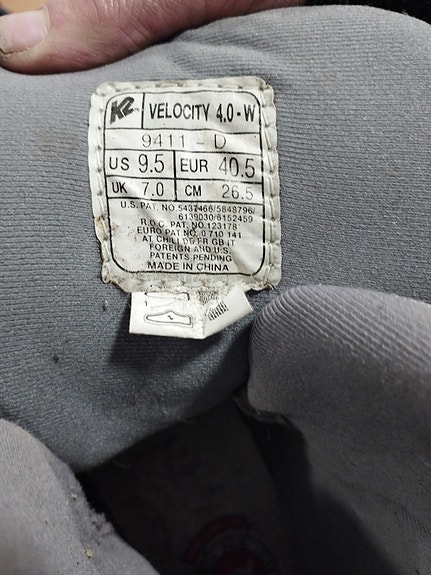 K2 VELOCITY 4.0-W
9411 - D
US 9.5 EUR 40.5
UK 7.0 CM 26.5
U.S. PAT. NO.5437466/5848796/
6139030/6152459
R.O.C. PAT. NO.123178
EURO PAT NO. 0 710 141
AT CH LI DE FR GB IT
FOREIGN AND U.S.
PATENTS PENDING
MADE IN CHINA